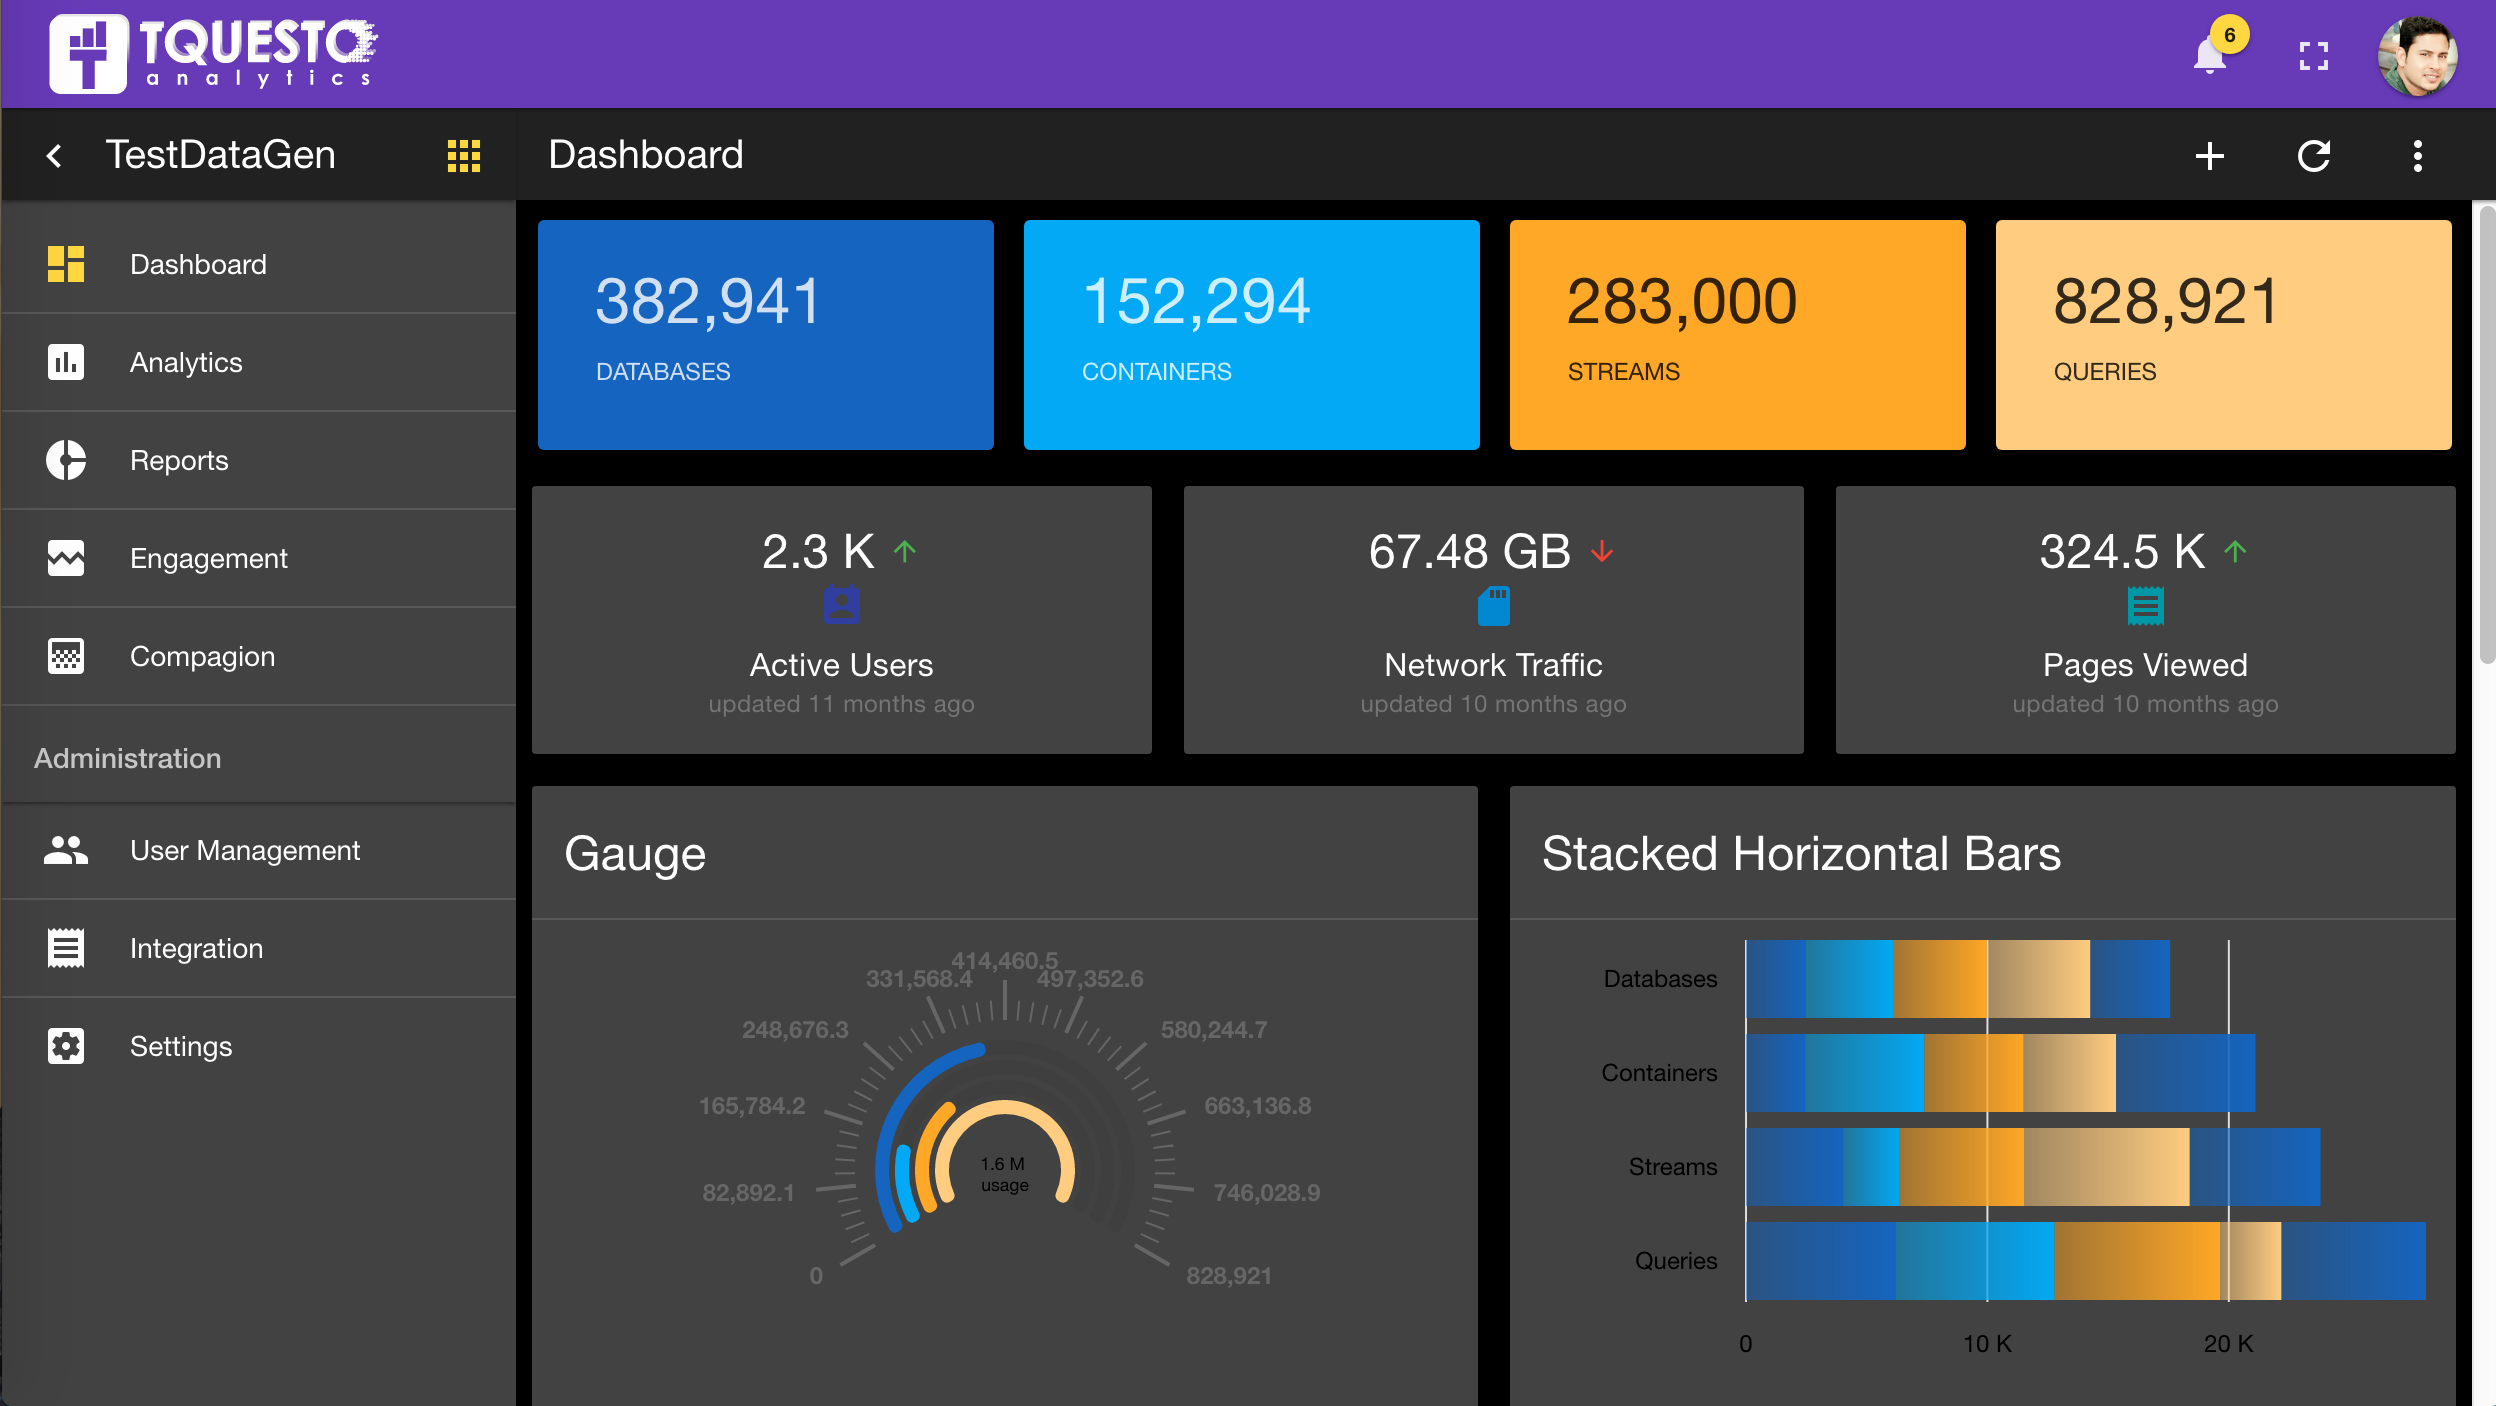 TQUESTO
analytics
6
TestDataGen
Dashboard
Dashboard
Analytics
Reports
Engagement
Compagion
Administration
User Management
Integration
Settings
382,941
DATABASES
152,294
CONTAINERS
283,000
STREAMS
828,921
QUERIES
2.3 K
Active Users
updated 11 months ago
67.48 GB
Network Traffic
updated 10 months ago
324.5 K
Pages Viewed
updated 10 months ago
Gauge
0
82,892.1
165,784.2
248,676.3
331,568.4
414,460.5
497,352.6
580,244.7
663,136.8
746,028.9
828,921
1.6 M
usage
Stacked Horizontal Bars
Databases
Containers
Streams
Queries
0
10 K
20 K